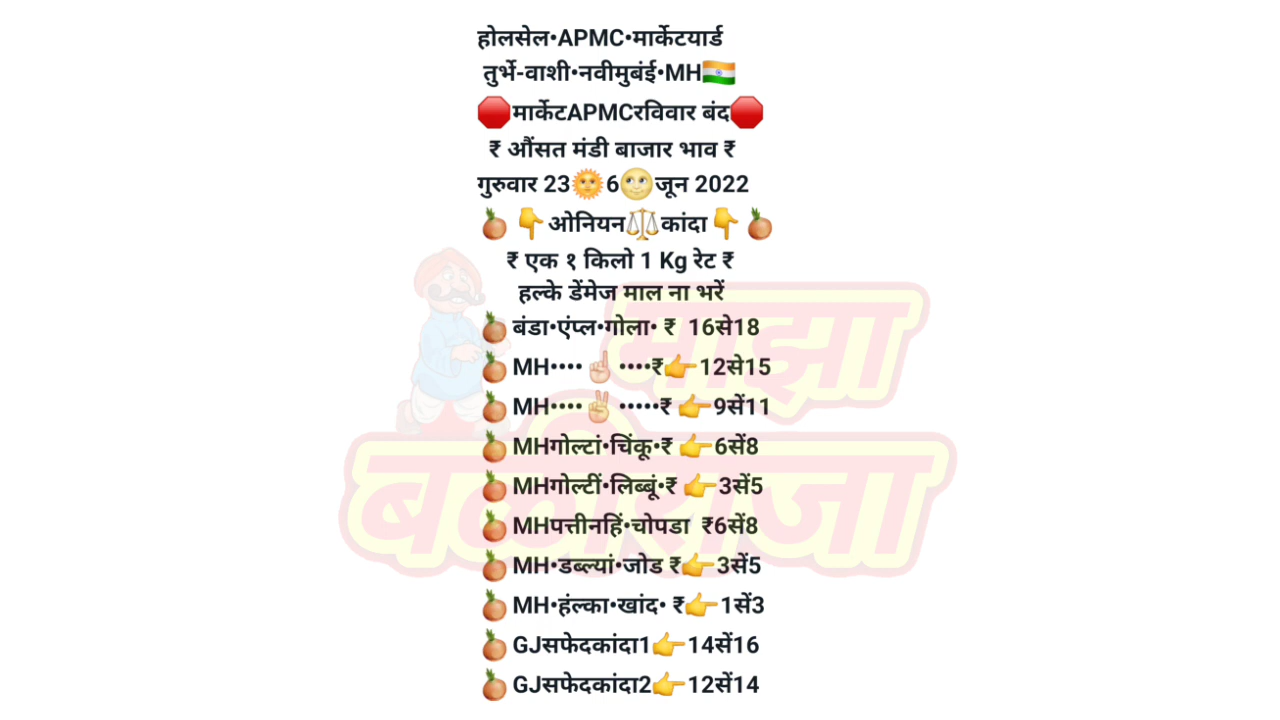 होलसेल•APMC•मार्केटयार्ड
तुर्भे-वाशी•नवीमुबंई•MH🇮🇳
🛑मार्केटAPMCरविवार बंद🛑
₹ औंसत मंडी बाजार भाव ₹
गुरुवार 23🌞6🌝जून 2022
🧅👇ओनियन⚖️कांदा👇🧅
₹ एक १ किलो 1 Kg रेट ₹
हल्के डेंमेज माल ना भरें
🧅बंडा•एंप्ल•गोला• ₹ 16से18
🧅MH••••☝🏻••••₹👉12से15
🧅MH••••✌🏻•••••₹ 👉9सें11
🧅MHगोल्टां•चिंकू•₹ 👉6सें8
🧅MHगोल्टीं•लिब्बूं•₹ 👉3सें5
🧅MHपत्तीनहिं•चोपडा ₹6सें8
🧅MH•डब्ल्यां•जोड ₹👉3सें5
🧅MH•हंल्का•खांद• ₹👉1सें3
🧅GJसफेदकांदा1👉14सें16
🧅GJसफेदकांदा2👉12सें14
माझा
बळीराजा